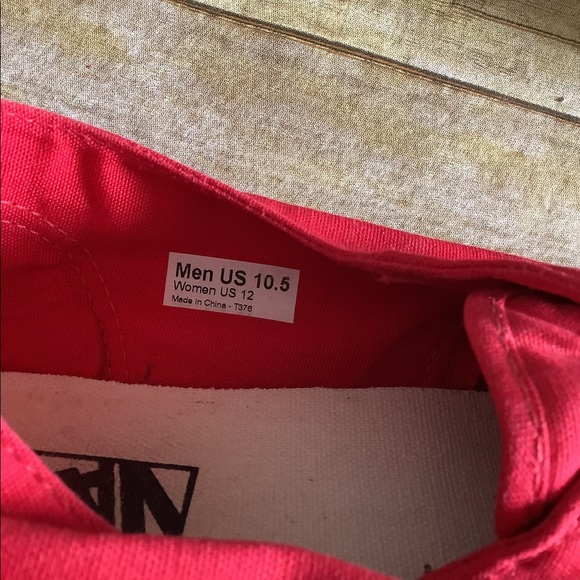 Men US 10.5
Women US 12
Made in China - T376